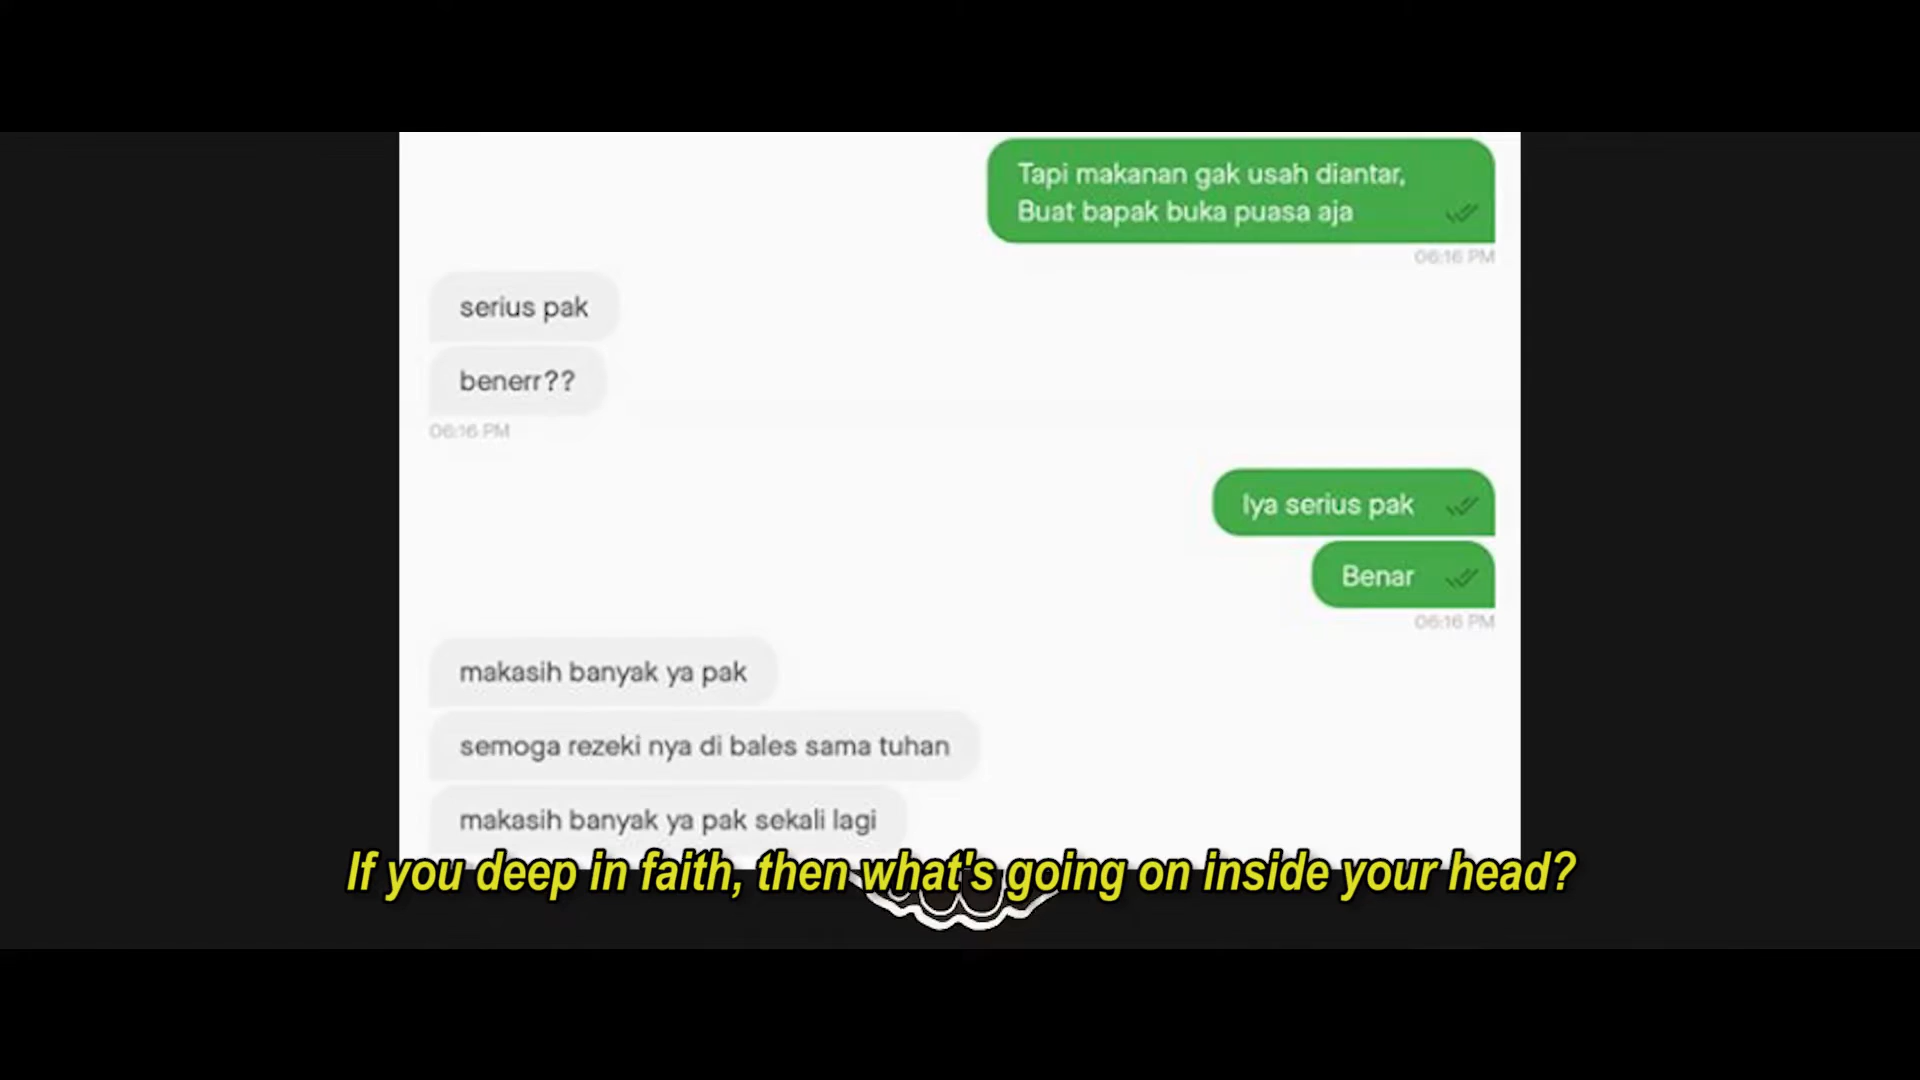 Tapi makanan gak usah diantar,
Buat bapak buka puasa aja
06:16 PM
serius pak
benerr??
06:16 PM
Iya serius pak
Benar
06:16 PM
makasih banyak ya pak
semoga rezeki nya di bales sama tuhan
makasih banyak ya pak sekali lagi
If you deep in faith, then what's going on inside your head?